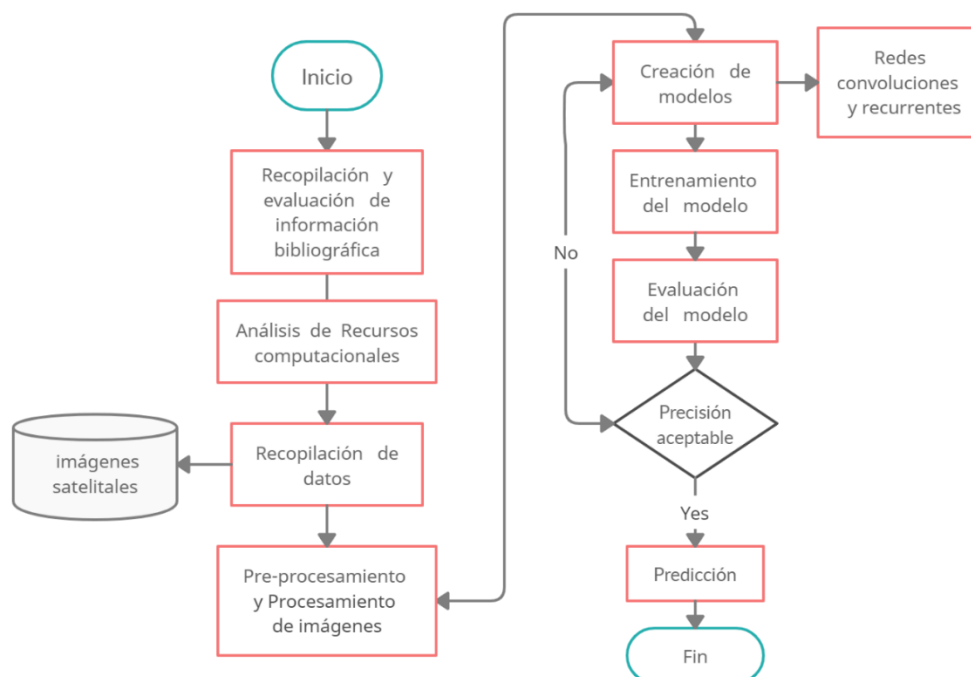 Inicio
Recopilación y
evaluación de
información
bibliográfica
Análisis de Recursos
computacionales
Recopilación de
datos
imágenes
satelitales
Pre-procesamiento
y Procesamiento
de imágenes
Creación de
modelos
Redes
convoluciones
y recurrentes
Entrenamiento
del modelo
Evaluación
del modelo
No
Precisión
aceptable
Yes
Predicción
Fin